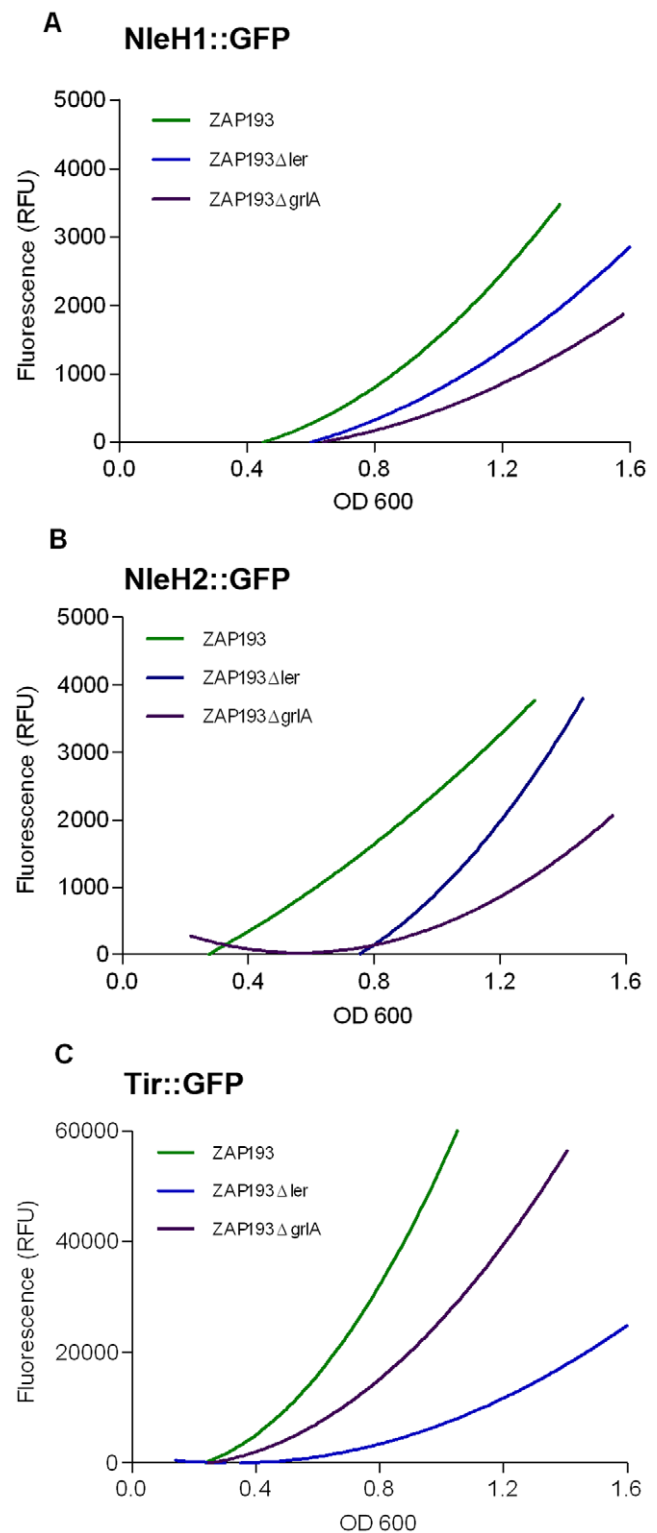 A
NleH1::GFP
5000
4000
3000
2000
1000
0
Fluorescence (RFU)
ZAP193
ZAP193Δler
ZAP193ΔgrlA
0.0 0.4 0.8 1.2 1.6
OD 600
B
NleH2::GFP
5000
4000
3000
2000
1000
0
Fluorescence (RFU)
ZAP193
ZAP193Δler
ZAP193ΔgrlA
0.0 0.4 0.8 1.2 1.6
OD 600
C
Tir::GFP
60000
40000
20000
0
Fluorescence (RFU)
ZAP193
ZAP193Δler
ZAP193ΔgrlA
0.0 0.4 0.8 1.2 1.6
OD 600